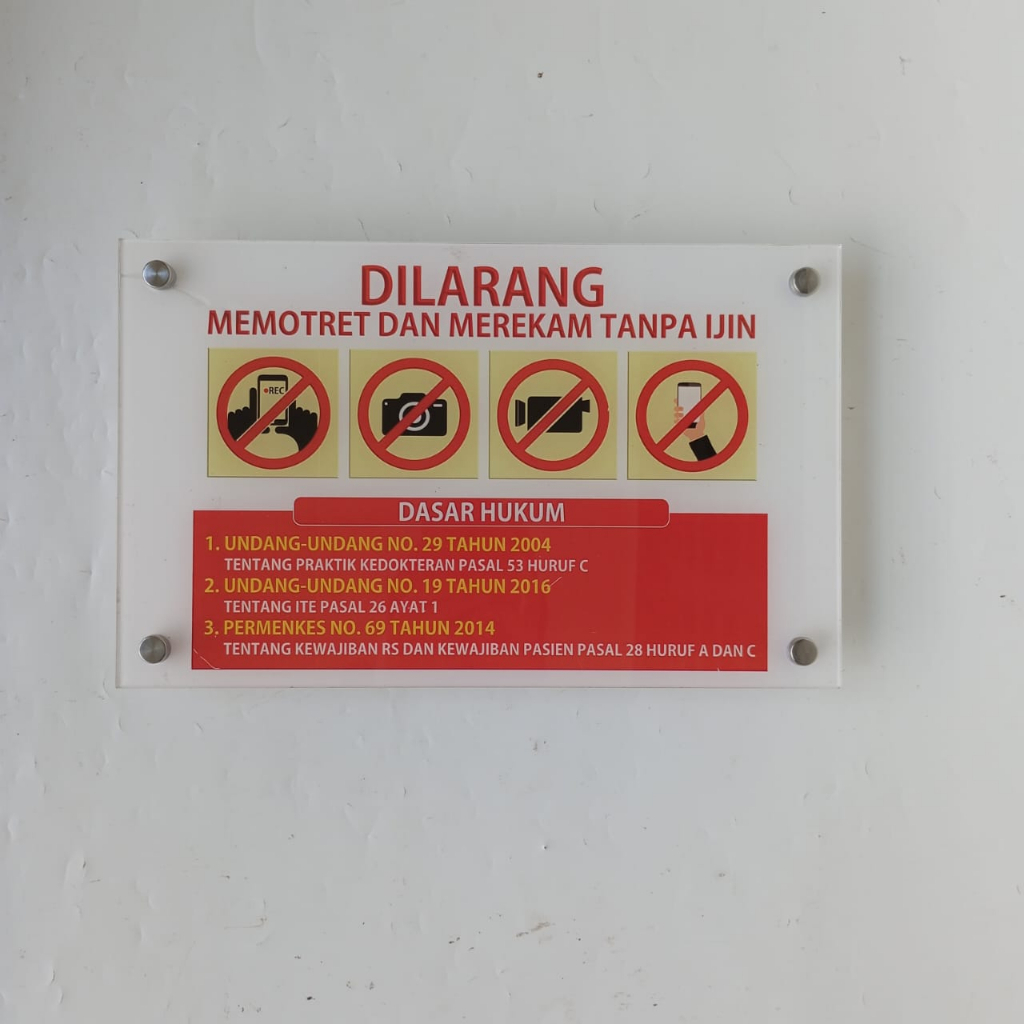 DILARANG
MEMOTRET DAN MEREKAM TANPA IJIN
REC
DASAR HUKUM
1. UNDANG-UNDANG NO. 29 TAHUN 2004
TENTANG PRAKTIK KEDOKTERAN PASAL 53 HURUF C
2. UNDANG-UNDANG NO. 19 TAHUN 2016
TENTANG ITE PASAL 26 AYAT 1
3. PERMENKES NO. 69 TAHUN 2014
TENTANG KEWAJIBAN RS DAN KEWAJIBAN PASIEN PASAL 28 HURUF A DAN C